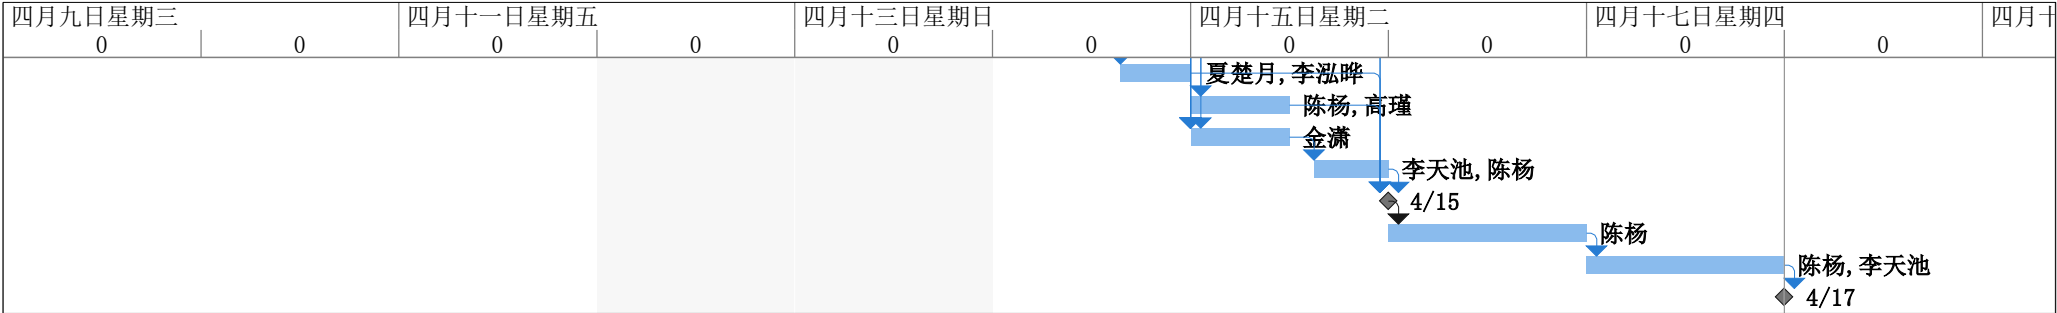 四月九日星期三 四月十一日星期五 四月十三日星期日 四月十五日星期二 四月十七日星期四 四月十
0 0 0 0 0 0 0 0 0 0
夏楚月,李泓晔
陈杨,高瑾
金潇
李天池,陈杨
4/15
陈杨
陈杨,李天池
4/17